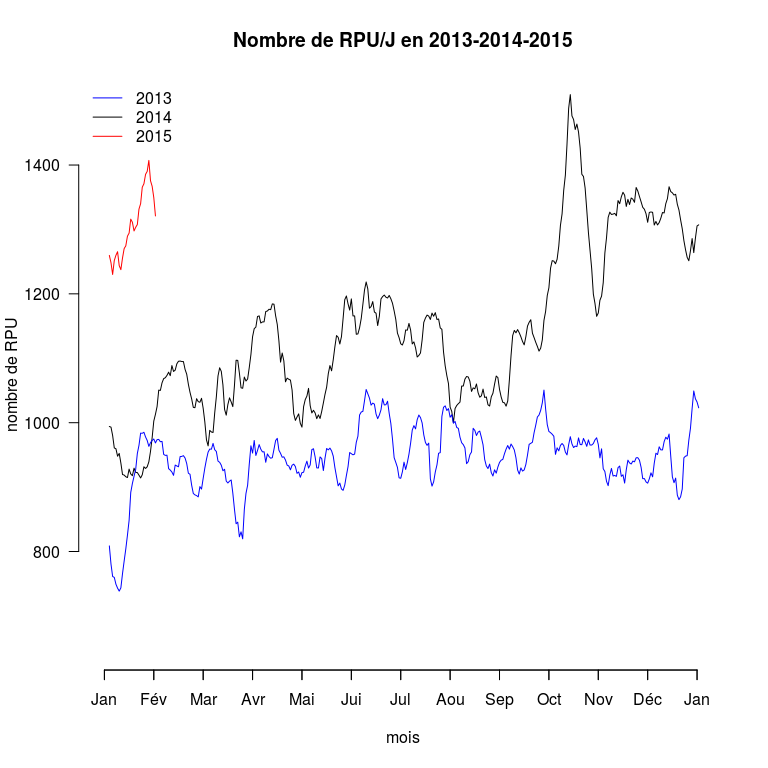 Nombre de RPU/J en 2013-2014-2015
2013
2014
2015
nombre de RPU
1400
1200
1000
800
Jan Fév Mar Avr Mai Jui Jul Aou Sep Oct Nov Déc Jan
mois